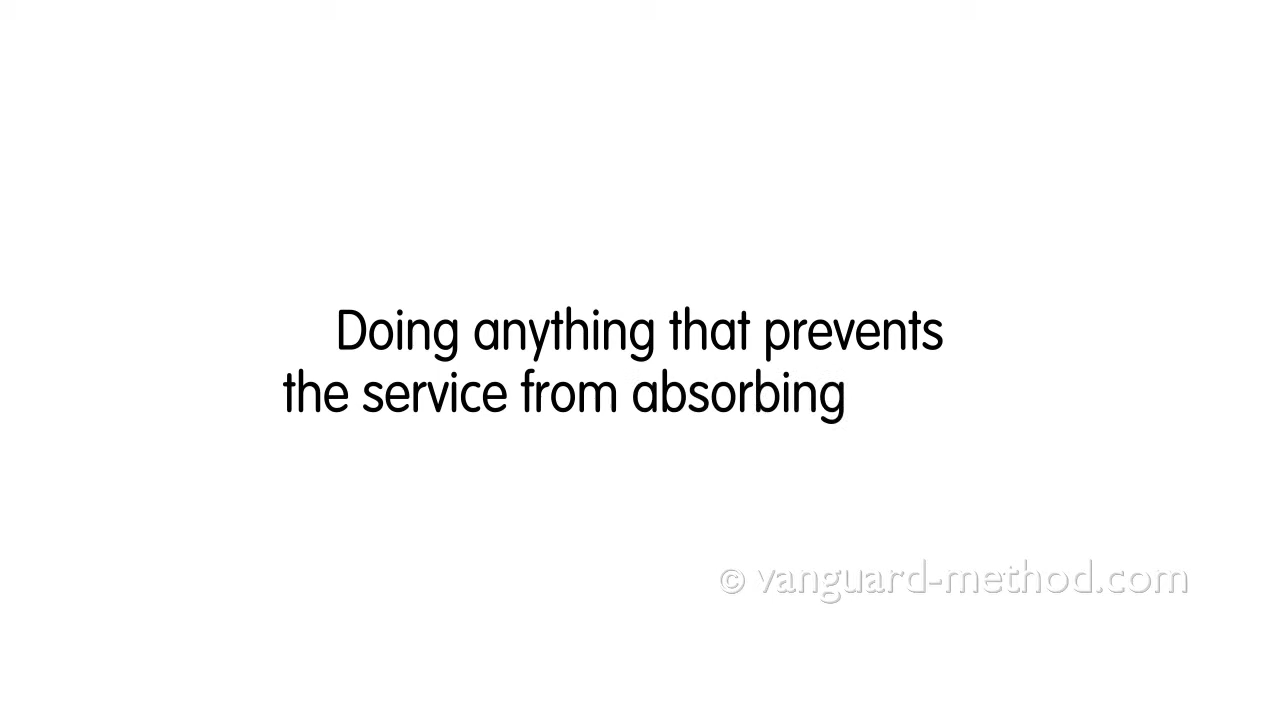 Doing anything that prevents
the service from absorbing
© vanguard-method.com